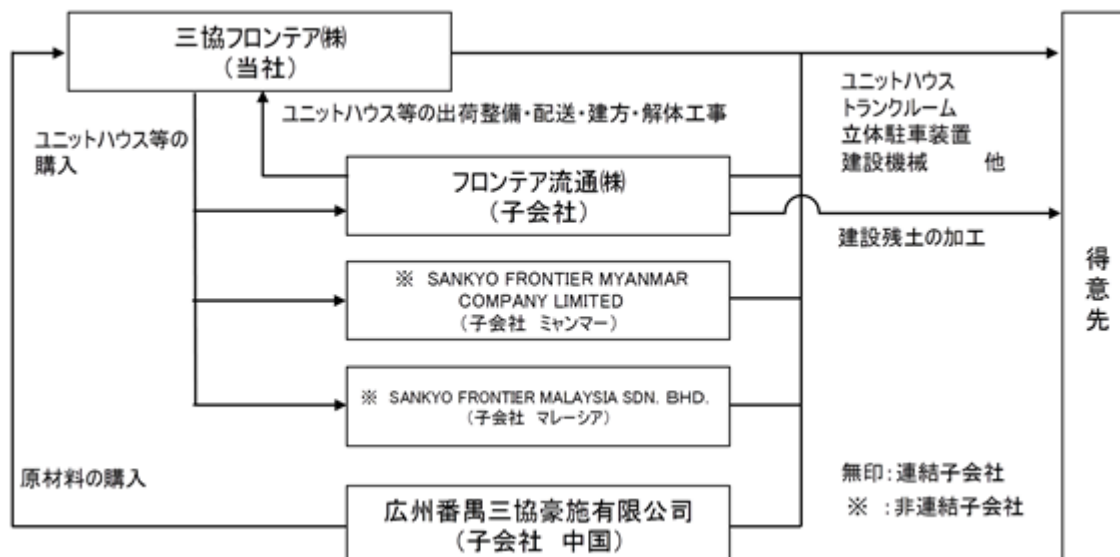 三協フロンテア㈱
(当社)
ユニットハウス等の出荷整備・配送・建方・解体工事
ユニットハウス等の
購入
ユニットハウス
トランクルーム
立体駐車装置
建設機械 他
フロンテア流通㈱
(子会社)
建設残土の加工
得意先
※ SANKYO FRONTIER MYANMAR
COMPANY LIMITED
(子会社 ミャンマー)
※ SANKYO FRONTIER MALAYSIA SDN. BHD.
(子会社 マレーシア)
原材料の購入
無印:連結子会社
※ :非連結子会社
広州番禺三協豪施有限公司
(子会社 中国)